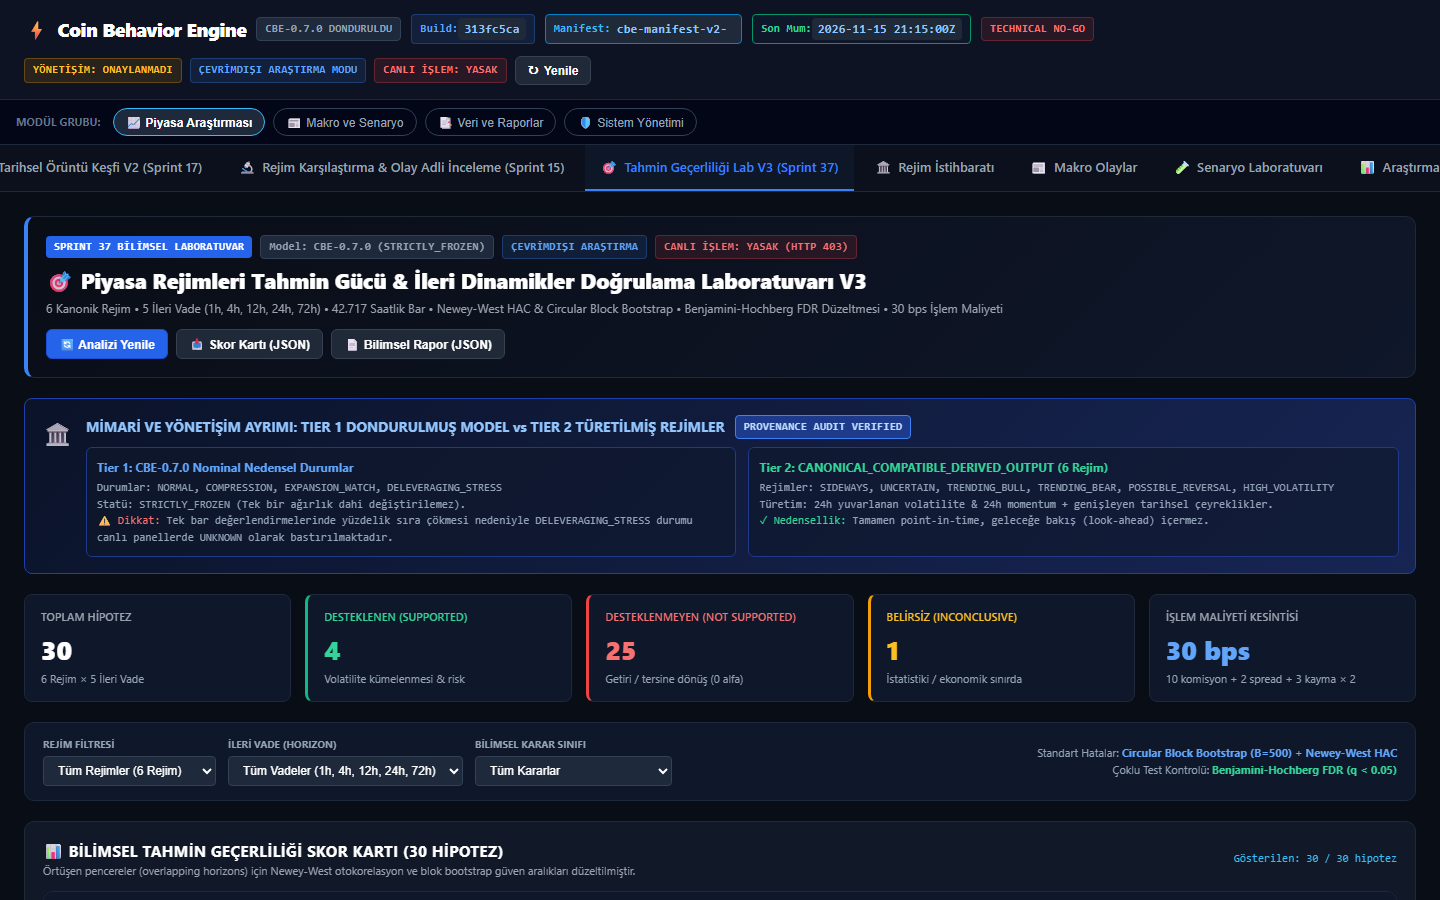 Coin Behavior Engine
CBE-0.7.0 DONDURULDU
Build: 313fc5ca
Manifest: cbe-manifest-v2-
Son Mum: 2026-11-15 21:15:00Z
TECHNICAL NO-GO
YÖNETİŞİM: ONAYLANMADI
ÇEVRİMDIŞI ARAŞTIRMA MODU
CANLI İŞLEM: YASAK
↻ Yenile
MODÜL GRUBU:
Piyasa Araştırması
Makro ve Senaryo
Veri ve Raporlar
Sistem Yönetimi
Tarihsel Örüntü Keşfi V2 (Sprint 17)
Rejim Karşılaştırma & Olay Adli İnceleme (Sprint 15)
Tahmin Geçerliliği Lab V3 (Sprint 37)
Rejim İstihbaratı
Makro Olaylar
Senaryo Laboratuvarı
Araştırma
SPRINT 37 BİLİMSEL LABORATUVAR
Model: CBE-0.7.0 (STRICTLY_FROZEN)
ÇEVRİMDIŞI ARAŞTIRMA
CANLI İŞLEM: YASAK (HTTP 403)
Piyasa Rejimleri Tahmin Gücü & İleri Dinamikler Doğrulama Laboratuvarı V3
6 Kanonik Rejim • 5 İleri Vade (1h, 4h, 12h, 24h, 72h) • 42.717 Saatlik Bar • Newey-West HAC & Circular Block Bootstrap • Benjamini-Hochberg FDR Düzeltmesi • 30 bps İşlem Maliyeti
Analizi Yenile
Skor Kartı (JSON)
Bilimsel Rapor (JSON)
MİMARİ VE YÖNETİŞİM AYRIMI: TIER 1 DONDURULMUŞ MODEL vs TIER 2 TÜRETİLMİŞ REJİMLER
PROVENANCE AUDIT VERIFIED
Tier 1: CBE-0.7.0 Nominal Nedensel Durumlar
Durumlar: NORMAL, COMPRESSION, EXPANSION_WATCH, DELEVERAGING_STRESS
Statü: STRICTLY_FROZEN (Tek bir ağırlık dahi değiştirilemez).
⚠ Dikkat: Tek bar değerlendirmelerinde yüzdelik sıra çökmesi nedeniyle DELEVERAGING_STRESS durumu
canlı panellerde UNKNOWN olarak bastırılmaktadır.
Tier 2: CANONICAL_COMPATIBLE_DERIVED_OUTPUT (6 Rejim)
Rejimler: SIDEWAYS, UNCERTAIN, TRENDING_BULL, TRENDING_BEAR, POSSIBLE_REVERSAL, HIGH_VOLATILITY
Türetim: 24h yuvarlanan volatilite & 24h momentum + genişleyen tarihsel çeyreklikler.
✓ Nedensellik: Tamamen point-in-time, geleceğe bakış (look-ahead) içermez.
TOPLAM HİPOTEZ
30
6 Rejim × 5 İleri Vade
DESTEKLENEN (SUPPORTED)
4
Volatilite kümelenmesi & risk
DESTEKLENMEYEN (NOT SUPPORTED)
25
Getiri / tersine dönüş (0 alfa)
BELİRSİZ (INCONCLUSIVE)
1
İstatistiki / ekonomik sınırda
İŞLEM MALİYETİ KESİNTİSİ
30 bps
10 komisyon + 2 spread + 3 kayma × 2
REJİM FİLTRESİ
Tüm Rejimler (6 Rejim)
İLERİ VADE (HORIZON)
Tüm Vadeler (1h, 4h, 12h, 24h, 72h)
BİLİMSEL KARAR SINIFI
Tüm Kararlar
Standart Hatalar: Circular Block Bootstrap (B=500) + Newey-West HAC
Çoklu Test Kontrolü: Benjamini-Hochberg FDR (q < 0.05)
BİLİMSEL TAHMİN GEÇERLİLİĞİ SKOR KARTI (30 HİPOTEZ)
Örtüşen pencereler (overlapping horizons) için Newey-West otokorelasyon ve blok bootstrap güven aralıkları düzeltilmiştir.
Gösterilen: 30 / 30 hipotez